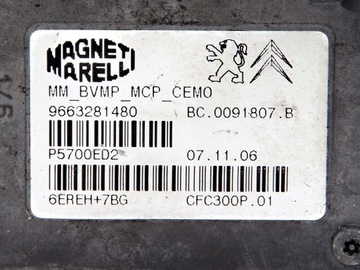 MAGNETI
MARELLI
MM_BVMP_MCP_CEMO
9663281480 BC.0091807.B
P5700ED2 07.11.06
6EREH+7BG CFC300P.01